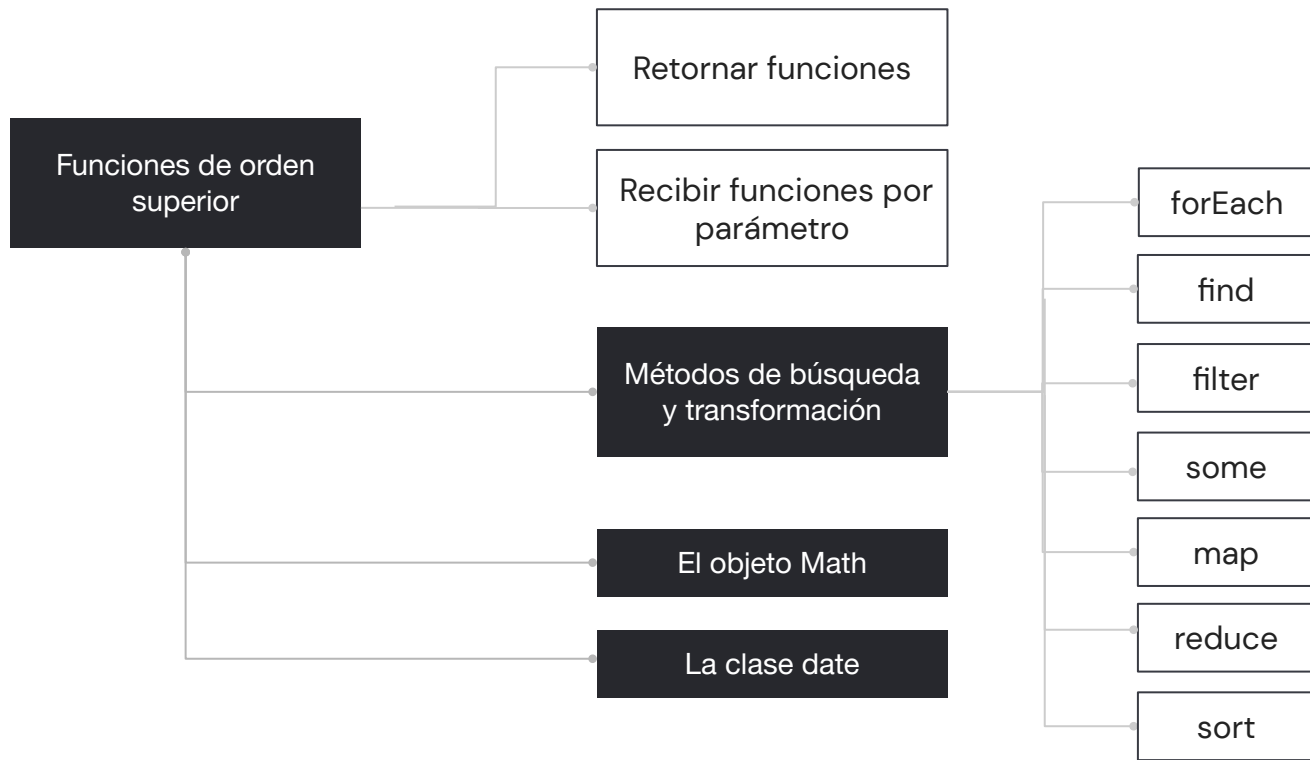 Funciones de orden
superior
Retornar funciones
Recibir funciones por
parámetro
Métodos de búsqueda
y transformación
El objeto Math
La clase date
forEach
find
filter
some
map
reduce
sort